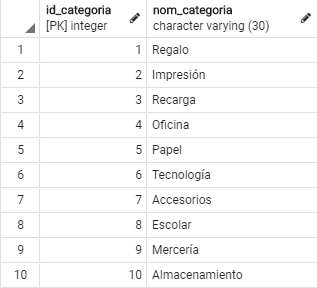 id_categoria nom_categoria
[PK] integer character varying (30)
1 1 Regalo
2 2 Impresión
3 3 Recarga
4 4 Oficina
5 5 Papel
6 6 Tecnología
7 7 Accesorios
8 8 Escolar
9 9 Mercería
10 10 Almacenamiento